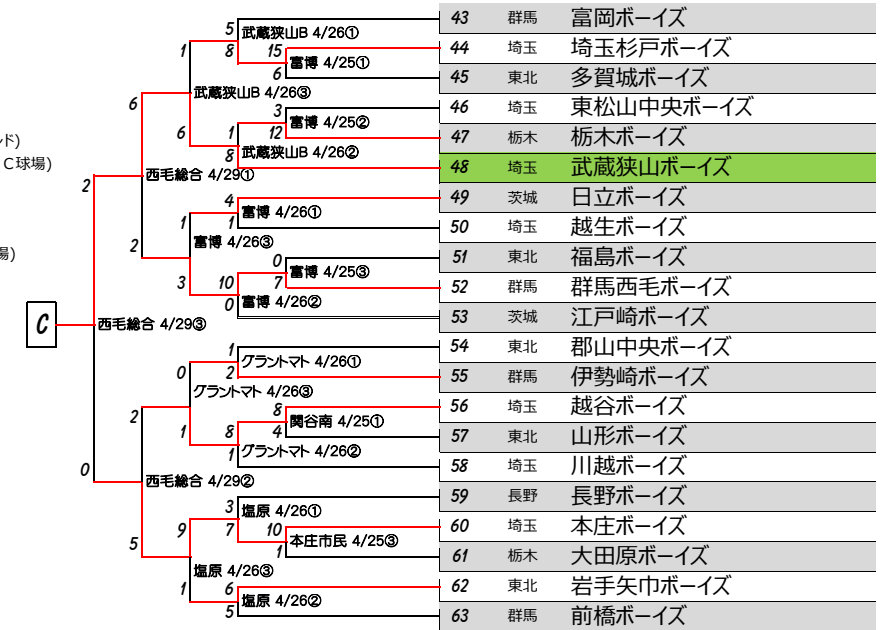 43 群馬 富岡ボーイズ
44 埼玉 埼玉杉戸ボーイズ
45 東北 多賀城ボーイズ
46 埼玉 東松山中央ボーイズ
47 栃木 栃木ボーイズ
48 埼玉 武蔵狭山ボーイズ
49 茨城 日立ボーイズ
50 埼玉 越生ボーイズ
51 東北 福島ボーイズ
52 群馬 群馬西毛ボーイズ
53 茨城 江戸崎ボーイズ
54 東北 郡山中央ボーイズ
55 群馬 伊勢崎ボーイズ
56 埼玉 越谷ボーイズ
57 東北 山形ボーイズ
58 埼玉 川越ボーイズ
59 長野 長野ボーイズ
60 埼玉 本庄ボーイズ
61 栃木 大田原ボーイズ
62 東北 岩手矢巾ボーイズ
63 群馬 前橋ボーイズ
5 武蔵狭山B 4/26①
1 8 15
富博 4/25①
6
武蔵狭山B 4/26③
6 3
富博 4/25②
6 1 12
武蔵狭山B 4/26②
8
ンド)
C球場)
西毛総合 4/29①
2
4
富博 4/26①
1 1
富博 4/26③
2 0
場)
富博 4/25③
3 10 7
富博 4/26②
0
C
西毛総合 4/29③
1
グラントマト 4/26①
0 2
グラントマト 4/26③
2 8
関谷南 4/25①
1 8 4
グラントマト 4/26②
1
0
西毛総合 4/29②
3
塩原 4/26①
9 7 10
本庄市民 4/25③
5 1
塩原 4/26③
1 6
塩原 4/26②
5